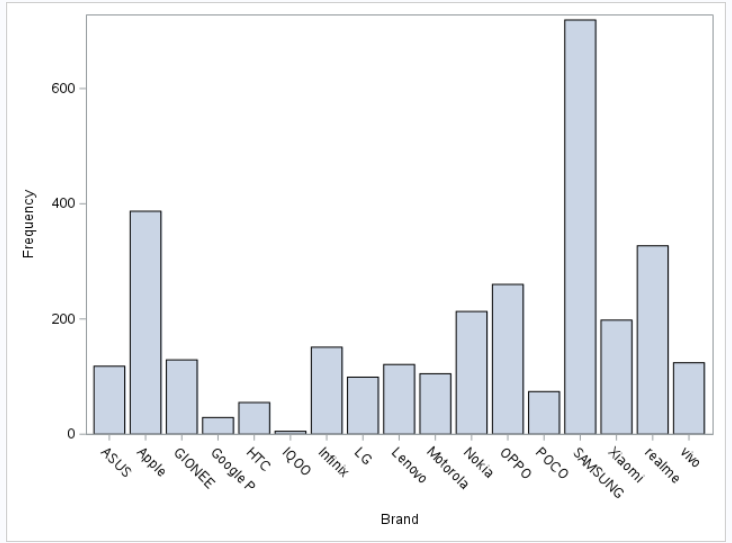 600
400
200
0
Frequency
ASUS
Apple
GIONEE
Google P
HTC
IQOO
Infinix
LG
Lenovo
Motorola
Nokia
OPPO
POCO
SAMSUNG
Xiaomi
realme
vivo
Brand